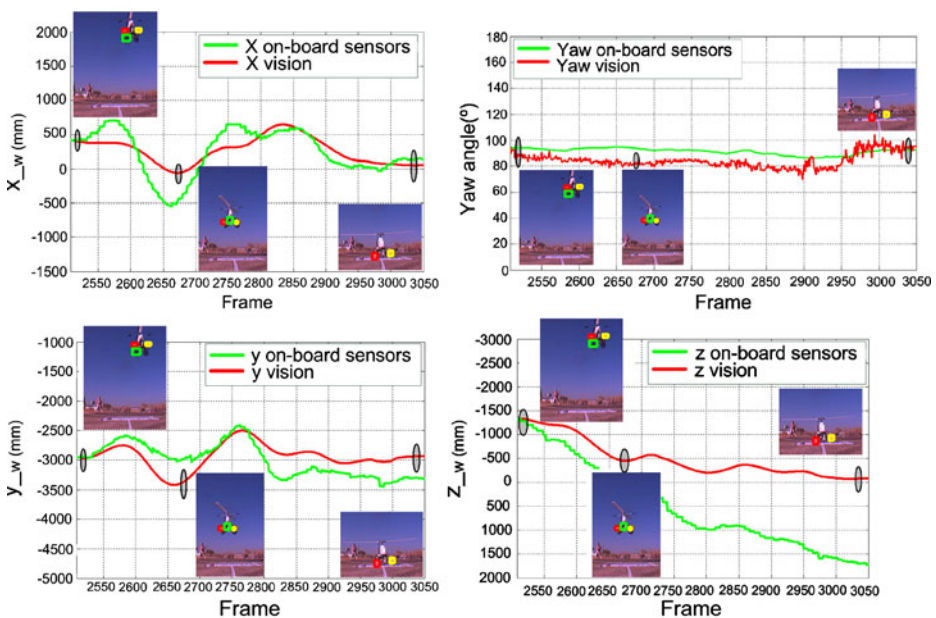 2000
1500
1000
500
0
-500
-1000
-1500
X_w (mm)
X on-board sensors
X vision
2550 2600 2650 2700 2750 2800 2850 2900 2950 3000 3050
Frame
180
160
140
120
100
80
60
40
20
0
Yaw angle(º)
Yaw on-board sensors
Yaw vision
2550 2600 2650 2700 2750 2800 2850 2900 2950 3000 3050
Frame
-1000
-1500
-2000
-2500
-3000
-3500
-4000
-4500
-5000
y_w (mm)
y on-board sensors
y vision
2550 2600 2650 2700 2750 2800 2850 2900 2950 3000 3050
Frame
-3000
-2500
-2000
-1500
-1000
-500
0
500
1000
1500
2000
z_w (mm)
z on-board sensors
z vision
2550 2600 2650 2700 2750 2800 2850 2900 2950 3000 3050
Frame